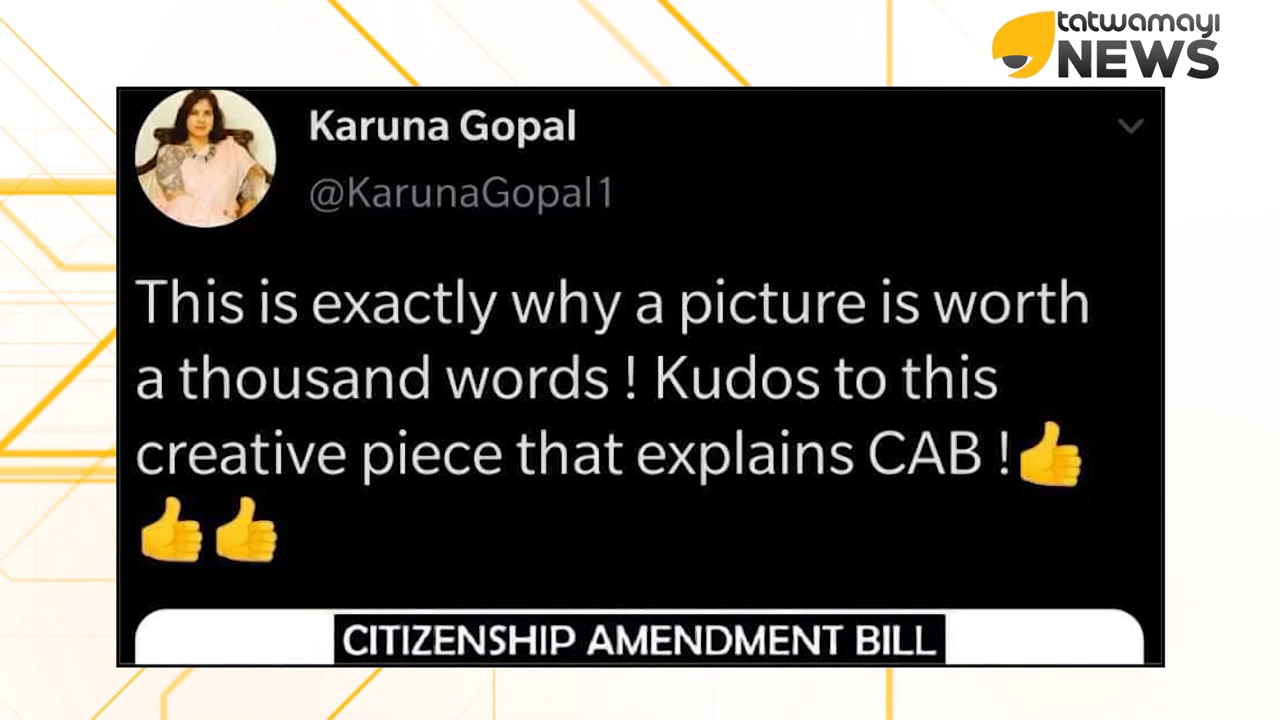 tatwamayi
NEWS
Karuna Gopal
@KarunaGopal1
This is exactly why a picture is worth
a thousand words ! Kudos to this
creative piece that explains CAB !👍
👍👍
CITIZENSHIP AMENDMENT BILL